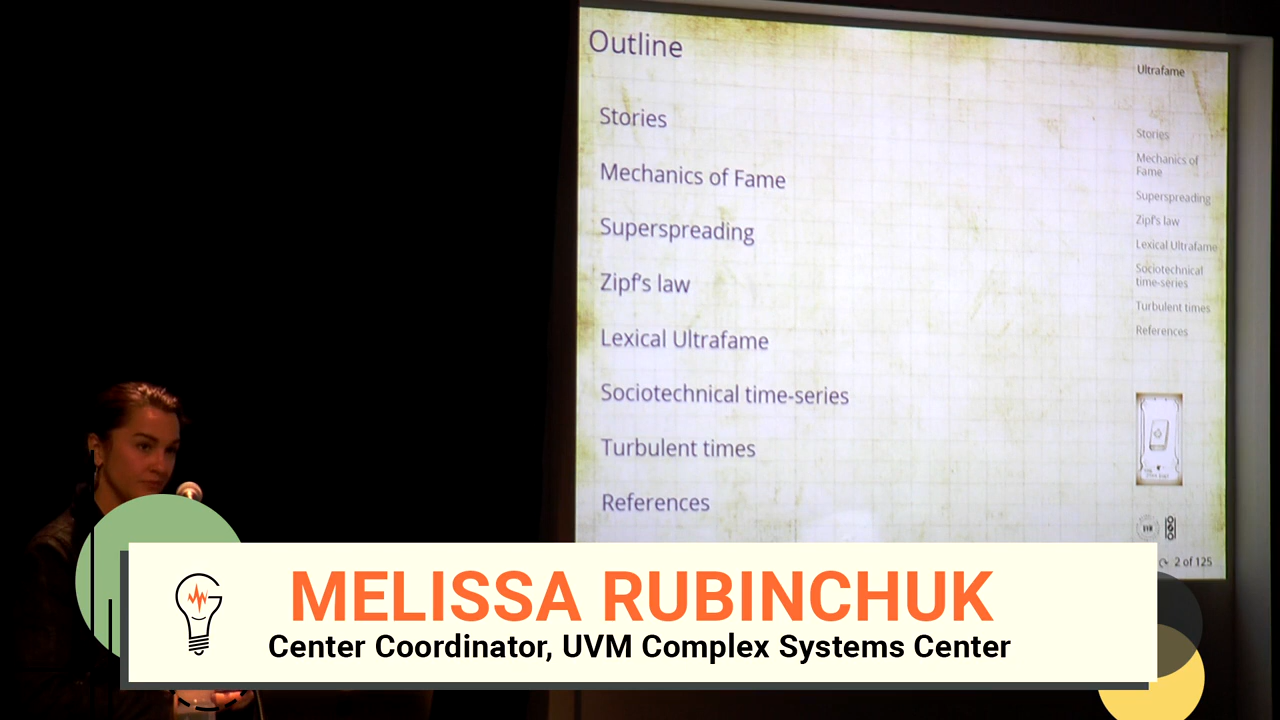 Outline
Stories
Mechanics of Fame
Superspreading
Zipf's law
Lexical Ultrafame
Sociotechnical time-series
Turbulent times
References
Ultrafame
Stories
Mechanics of
Fame
Superspreading
Zipf's law
Lexical Ultrafame
Sociotechnical
time-series
Turbulent times
References
2 of 125
MELISSA RUBINCHUK
Center Coordinator, UVM Complex Systems Center